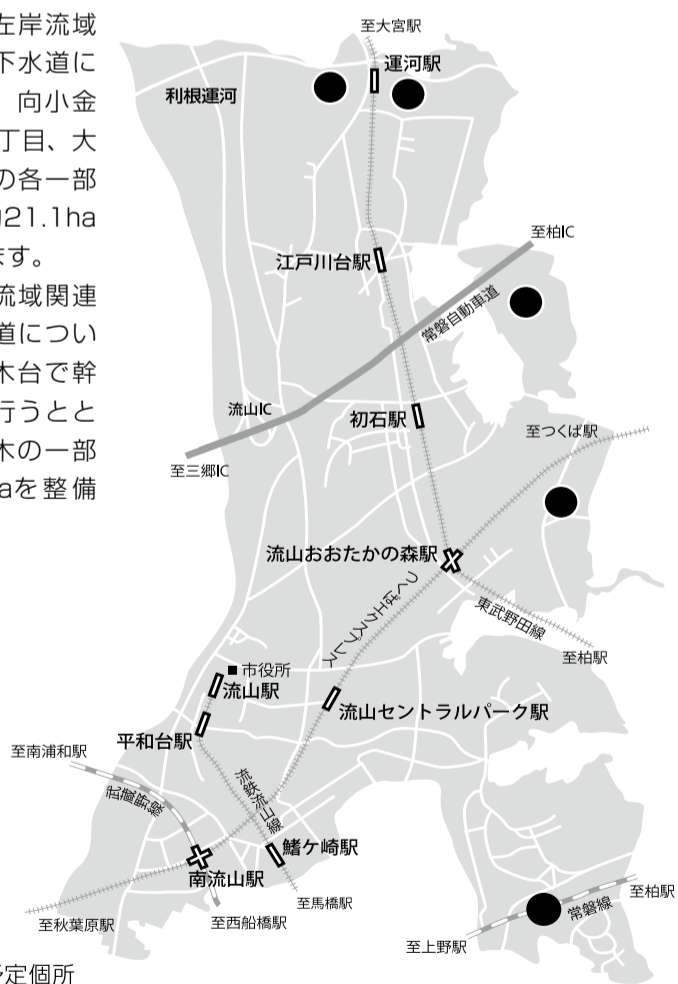 左岸流域
下水道に
、向小金
丁目、大
の各一部
21.1ha
ます。
流域関連
道につい
木台で幹
行うとと
木の一部
aを整備
至大宮駅
運河駅
利根運河
江戸川台駅
至柏IC
常磐自動車道
流山IC
初石駅
至つくば駅
至三郷IC
流山おおたかの森駅
つくばエクスプレス
東武野田線
至柏駅
■市役所
流山駅
流山セントラルパーク駅
平和台駅
至南浦和駅
武蔵野線
流鉄流山線
鰭ケ崎駅
南流山駅
至馬橋駅
至柏駅
常磐線
至秋葉原駅
至西船橋駅
至上野駅
予定個所